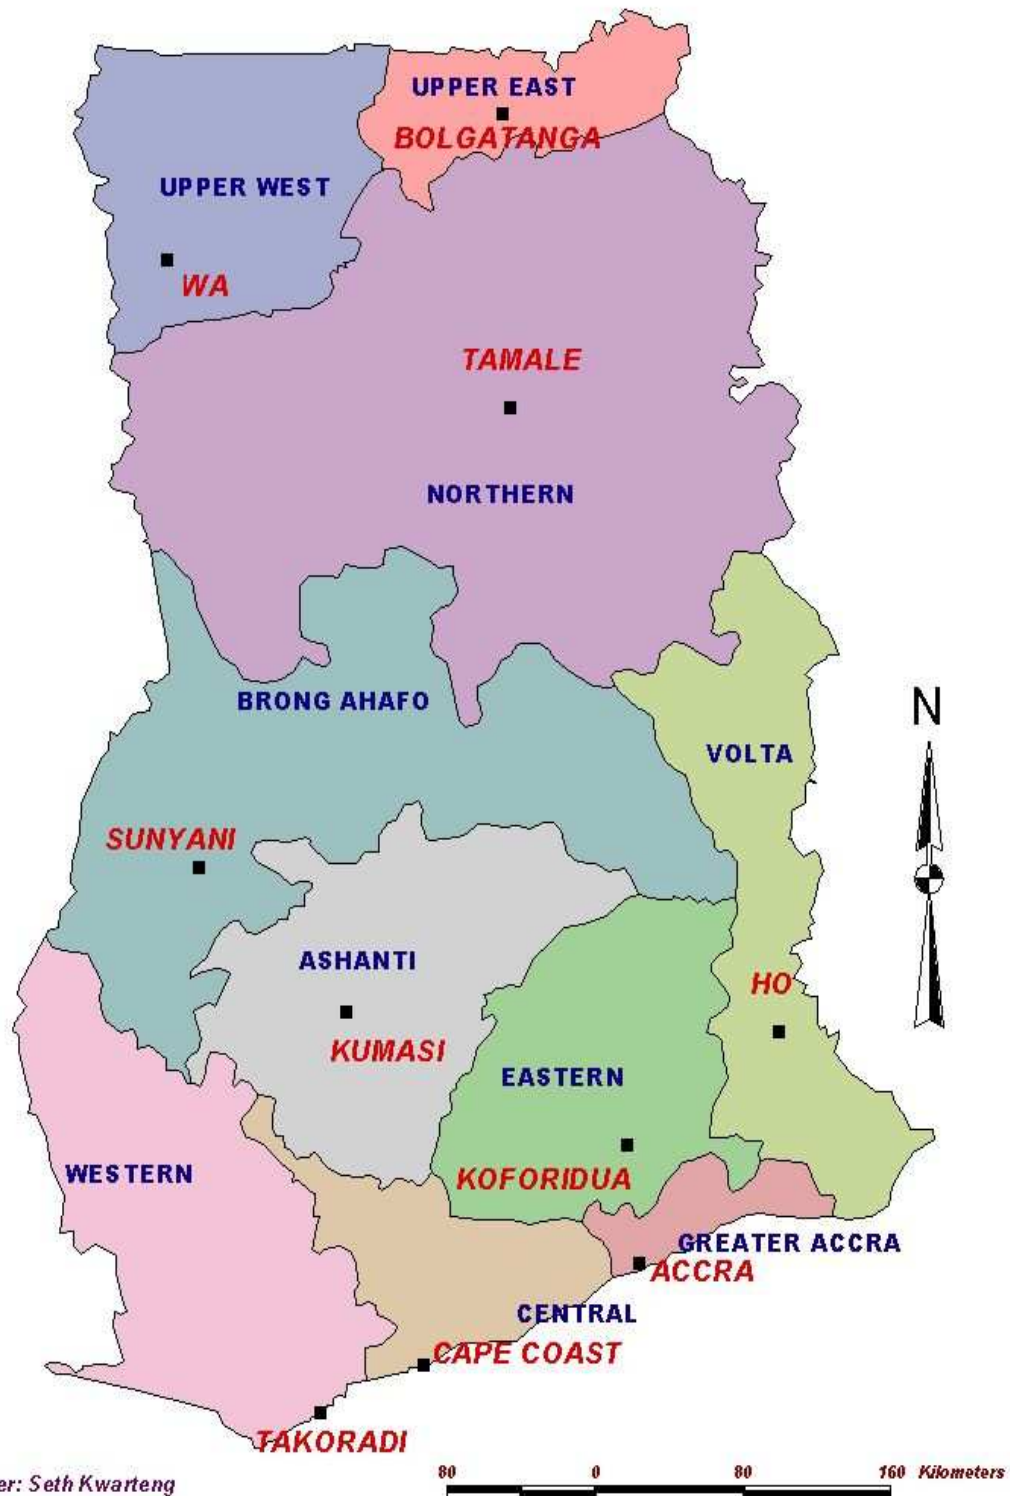 UPPER EAST
BOLGATANGA
UPPER WEST
WA
TAMALE
NORTHERN
BRONG AHAFO
N
VOLTA
SUNYANI
ASHANTI
HO
KUMASI
EASTERN
WESTERN
KOFORIDUA
GREATER ACCRA
ACCRA
CENTRAL
CAPE COAST
TAKORADI
80 0 80 160 Kilometers
er: Seth Kwarteng